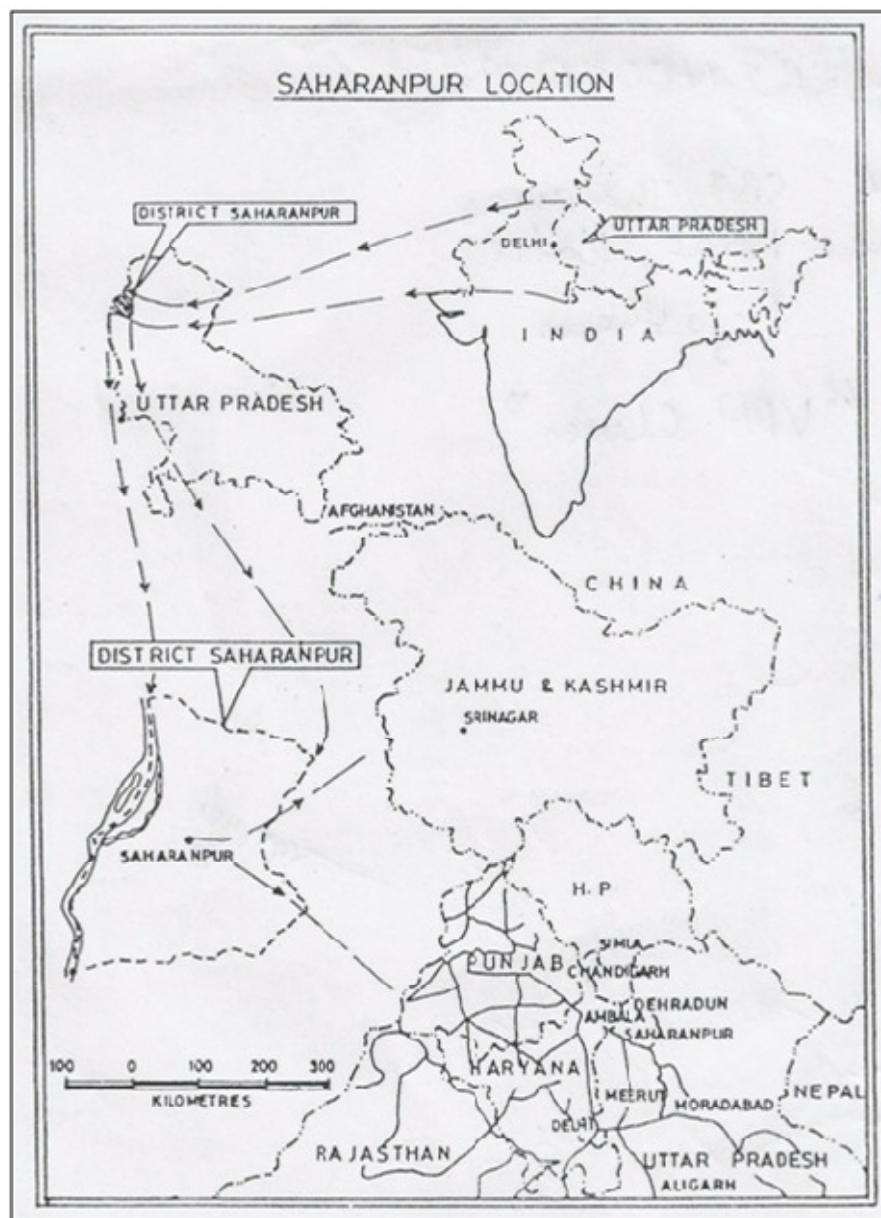 SAHARANPUR LOCATION
DISTRICT SAHARANPUR
DELHI
UTTAR PRADESH
INDIA
UTTAR PRADESH
AFGHANISTAN
CHINA
DISTRICT SAHARANPUR
JAMMU & KASHMIR
SRINAGAR
TIBET
SAHARANPUR
H.P
SIMLA
PUNJAB
CHANDIGARH
DEHRADUN
AMBALA
SAHARANPUR
HARYANA
100 0 100 200 300
KILOMETRES
MEERUT
MORADABAD
NEPAL
DELHI
RAJASTHAN
UTTAR PRADESH
ALIGARH